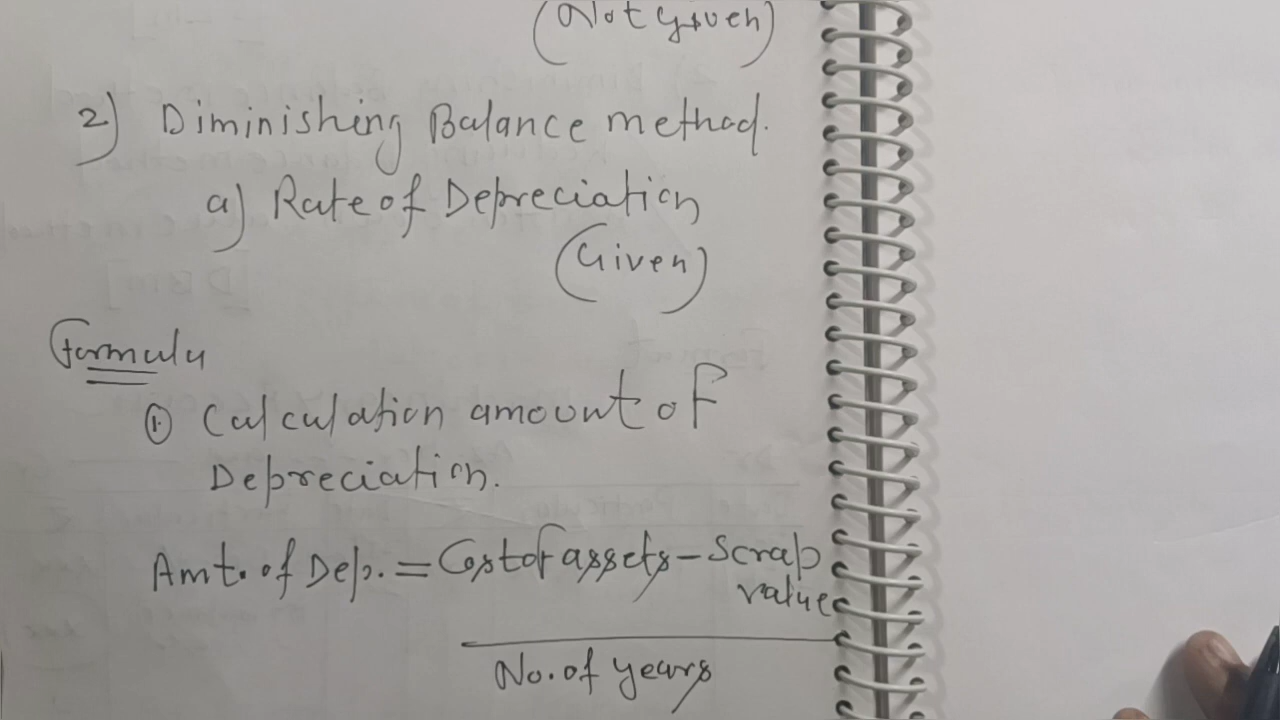 (Not given)
2) Diminishing Balance method.
a) Rate of Depreciation
(Given)
Formula
① Calculation amount of
Depreciation.
Amt. of Dep. = Cost of assets - Scrap
value
No. of years